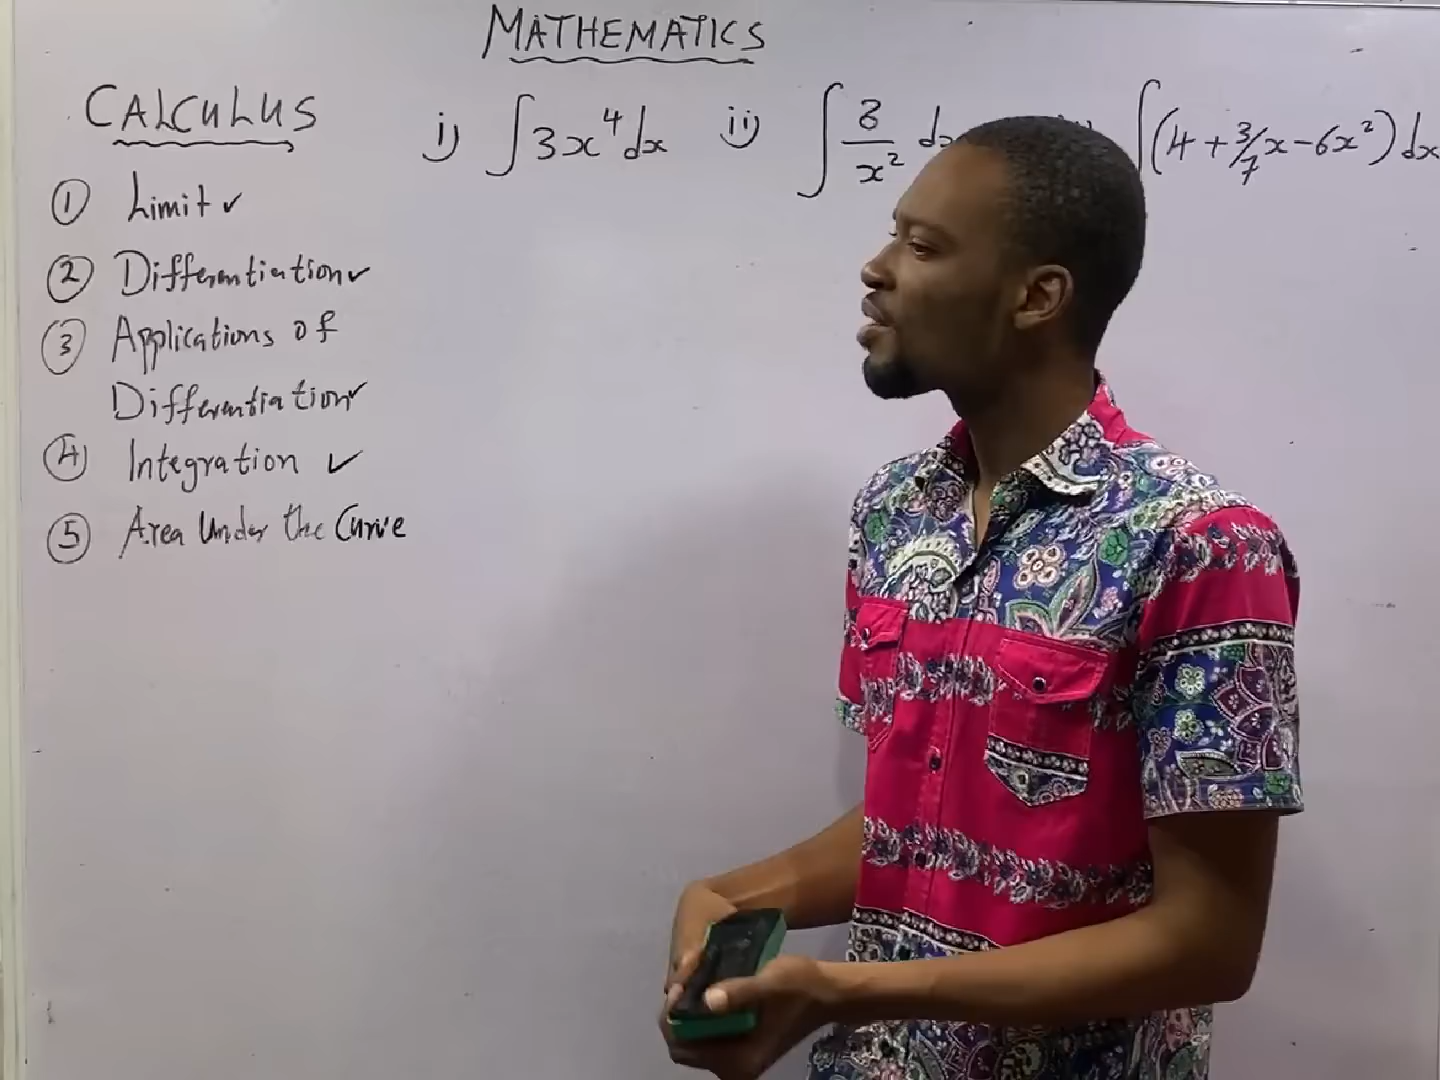 MATHEMATICS
CALCULUS
i) ∫3x⁴dx ii) ∫8/x² dx ∫(4 + 3/7x - 6x²) dx
① Limit ✓
② Differentiation ✓
③ Applications of
Differentiation ✓
④ Integration ✓
⑤ Area Under the Curve